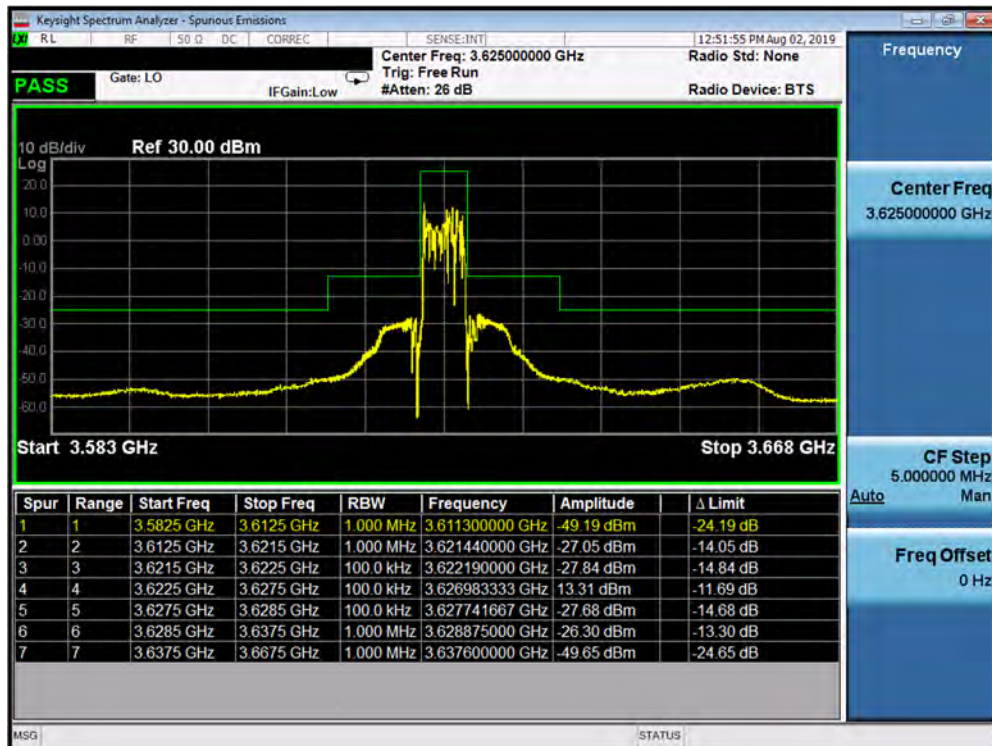 Keysight Spectrum Analyzer - Spurious Emissions
LXI RL RF 50 Ω DC CORREC SENSE:INT 12:51:55 PM Aug 02, 2019
Center Freq: 3.625000000 GHz Radio Std: None
PASS Gate: LO Trig: Free Run
IFGain:Low #Atten: 26 dB Radio Device: BTS
10 dB/div Ref 30.00 dBm
Log
20.0
10.0
0.00
-10.0
-20.0
-30.0
-40.0
-50.0
-60.0
Start 3.583 GHz Stop 3.668 GHz
Spur Range Start Freq Stop Freq RBW Frequency Amplitude Δ Limit
1 1 3.5825 GHz 3.6125 GHz 1.000 MHz 3.611300000 GHz -49.19 dBm -24.19 dB
2 2 3.6125 GHz 3.6215 GHz 1.000 MHz 3.621440000 GHz -27.05 dBm -14.05 dB
3 3 3.6215 GHz 3.6225 GHz 100.0 kHz 3.622190000 GHz -27.84 dBm -14.84 dB
4 4 3.6225 GHz 3.6275 GHz 100.0 kHz 3.626983333 GHz 13.31 dBm -11.69 dB
5 5 3.6275 GHz 3.6285 GHz 100.0 kHz 3.627741667 GHz -27.68 dBm -14.68 dB
6 6 3.6285 GHz 3.6375 GHz 1.000 MHz 3.628875000 GHz -26.30 dBm -13.30 dB
7 7 3.6375 GHz 3.6675 GHz 1.000 MHz 3.637600000 GHz -49.65 dBm -24.65 dB
MSG STATUS
Frequency
Center Freq
3.625000000 GHz
CF Step
5.000000 MHz
Auto Man
Freq Offset
0 Hz